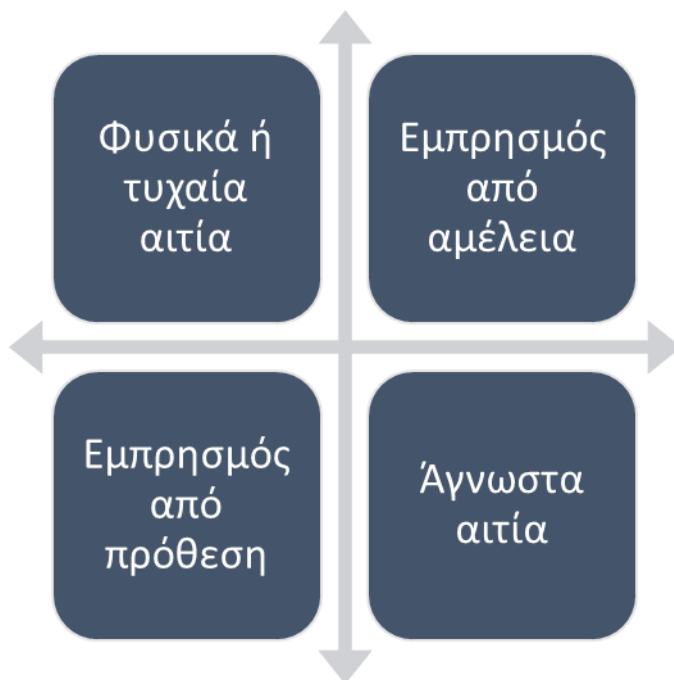 Φυσικά ή
τυχαία
αιτία
Εμπρησμός
από
αμέλεια
Εμπρησμός
από
πρόθεση
Άγνωστα
αιτία